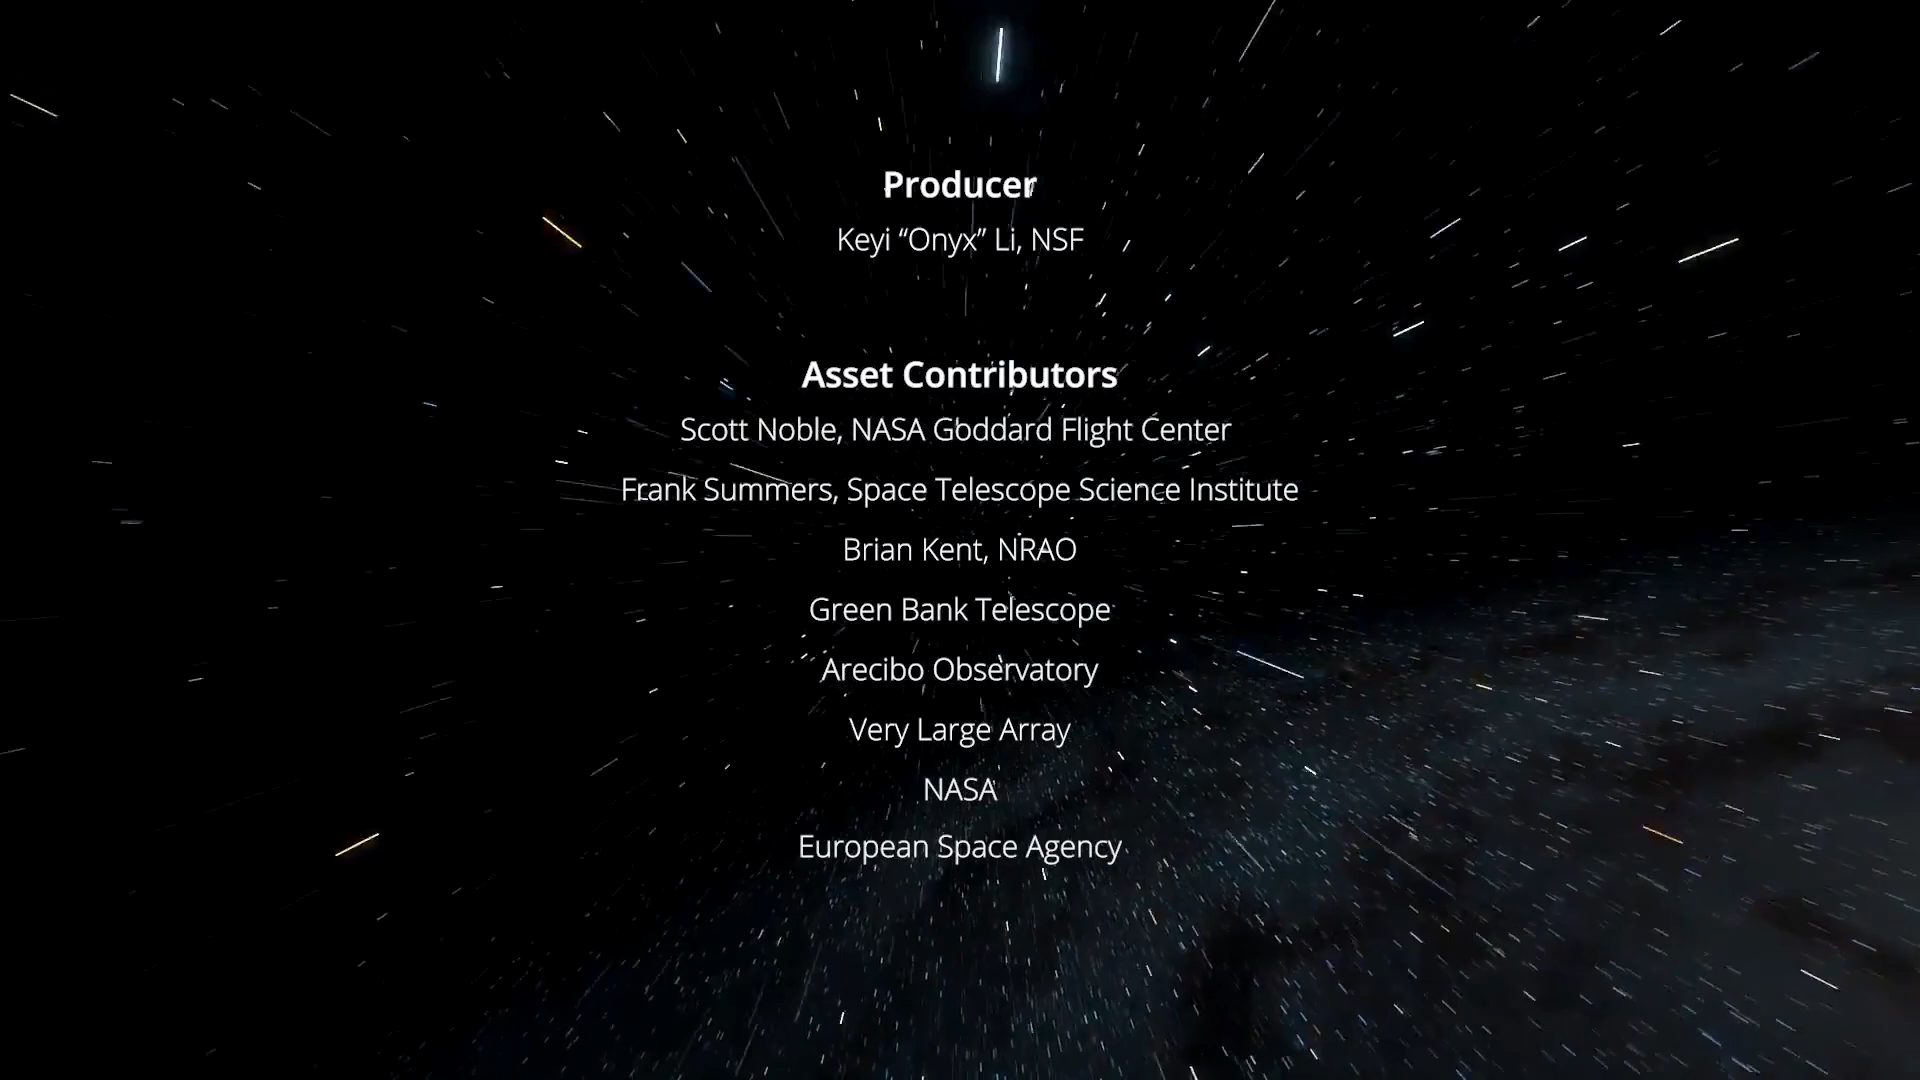 Producer
Keyi “Onyx” Li, NSF
Asset Contributors
Scott Noble, NASA Goddard Flight Center
Frank Summers, Space Telescope Science Institute
Brian Kent, NRAO
Green Bank Telescope
Arecibo Observatory
Very Large Array
NASA
European Space Agency